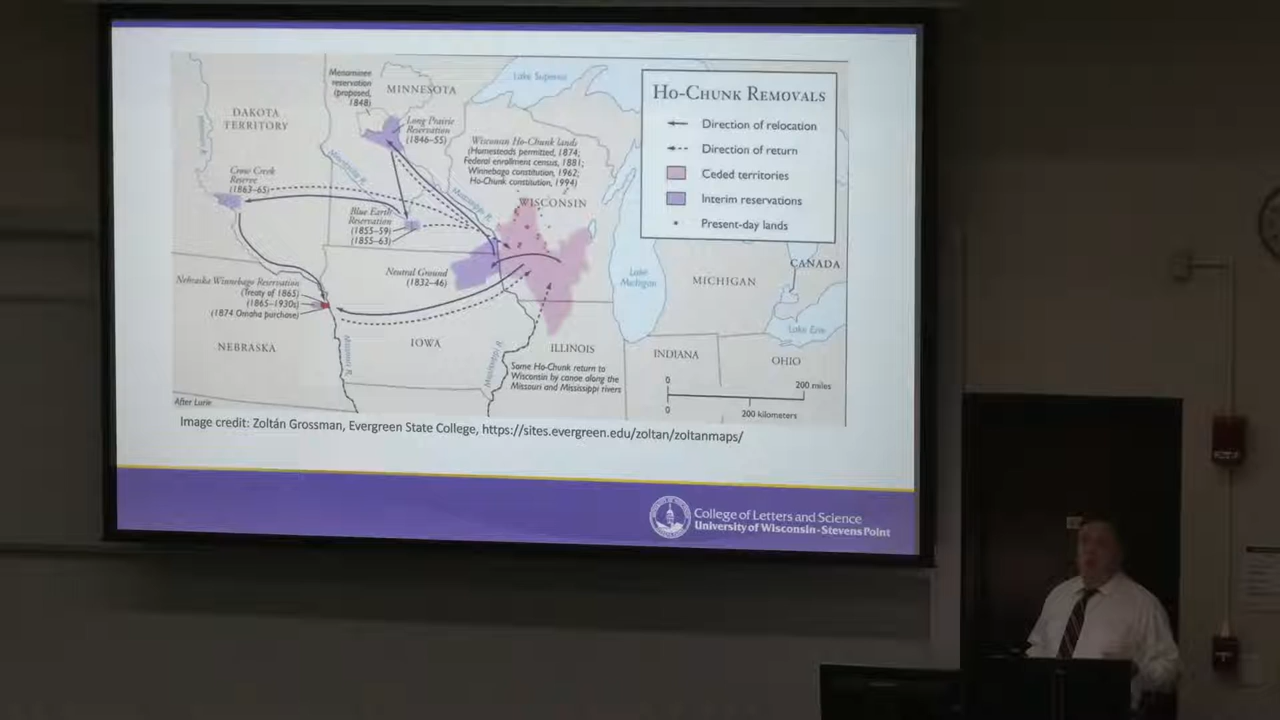 Ho-Chunk Removals
Direction of relocation
Direction of return
Ceded territories
Interim reservations
Present-day lands
Menominee
reservation
(proposed,
1848)
MINNESOTA
Lake Superior
DAKOTA
TERRITORY
Long Prairie
Reservation
(1846–55)
Wisconsin Ho-Chunk lands
(Homesteads permitted, 1874;
Federal enrollment census, 1881;
Winnebago constitution, 1962;
Ho-Chunk constitution, 1994)
Crow Creek
Reserve
(1863–65)
Mississippi R.
WISCONSIN
Blue Earth
Reservation
(1855–59)
(1855–63)
Neutral Ground
(1832–46)
Lake
Michigan
MICHIGAN
CANADA
Nebraska Winnebago Reservation
(Treaty of 1865)
(1865–1930s)
(1874 Omaha purchase)
Lake Erie
NEBRASKA
IOWA
Missouri R.
Mississippi R.
ILLINOIS
INDIANA
OHIO
Some Ho-Chunk return to
Wisconsin by canoe along the
Missouri and Mississippi rivers
0
200 miles
0
200 kilometers
After Lurie
Image credit: Zoltán Grossman, Evergreen State College, https://sites.evergreen.edu/zoltan/zoltanmaps/
College of Letters and Science
University of Wisconsin-Stevens Point